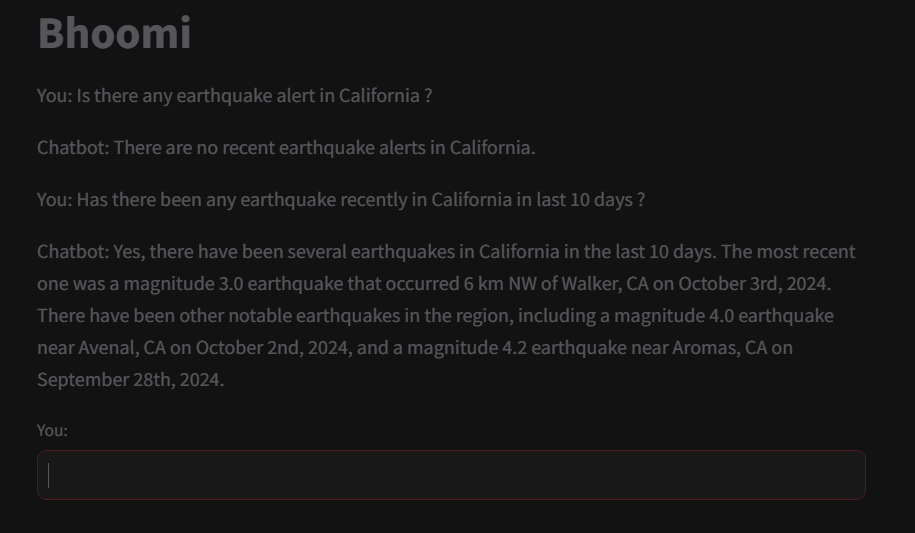 Bhoomi
You: Is there any earthquake alert in California ?
Chatbot: There are no recent earthquake alerts in California.
You: Has there been any earthquake recently in California in last 10 days ?
Chatbot: Yes, there have been several earthquakes in California in the last 10 days. The most recent
one was a magnitude 3.0 earthquake that occurred 6 km NW of Walker, CA on October 3rd, 2024.
There have been other notable earthquakes in the region, including a magnitude 4.0 earthquake
near Avenal, CA on October 2nd, 2024, and a magnitude 4.2 earthquake near Aromas, CA on
September 28th, 2024.
You: